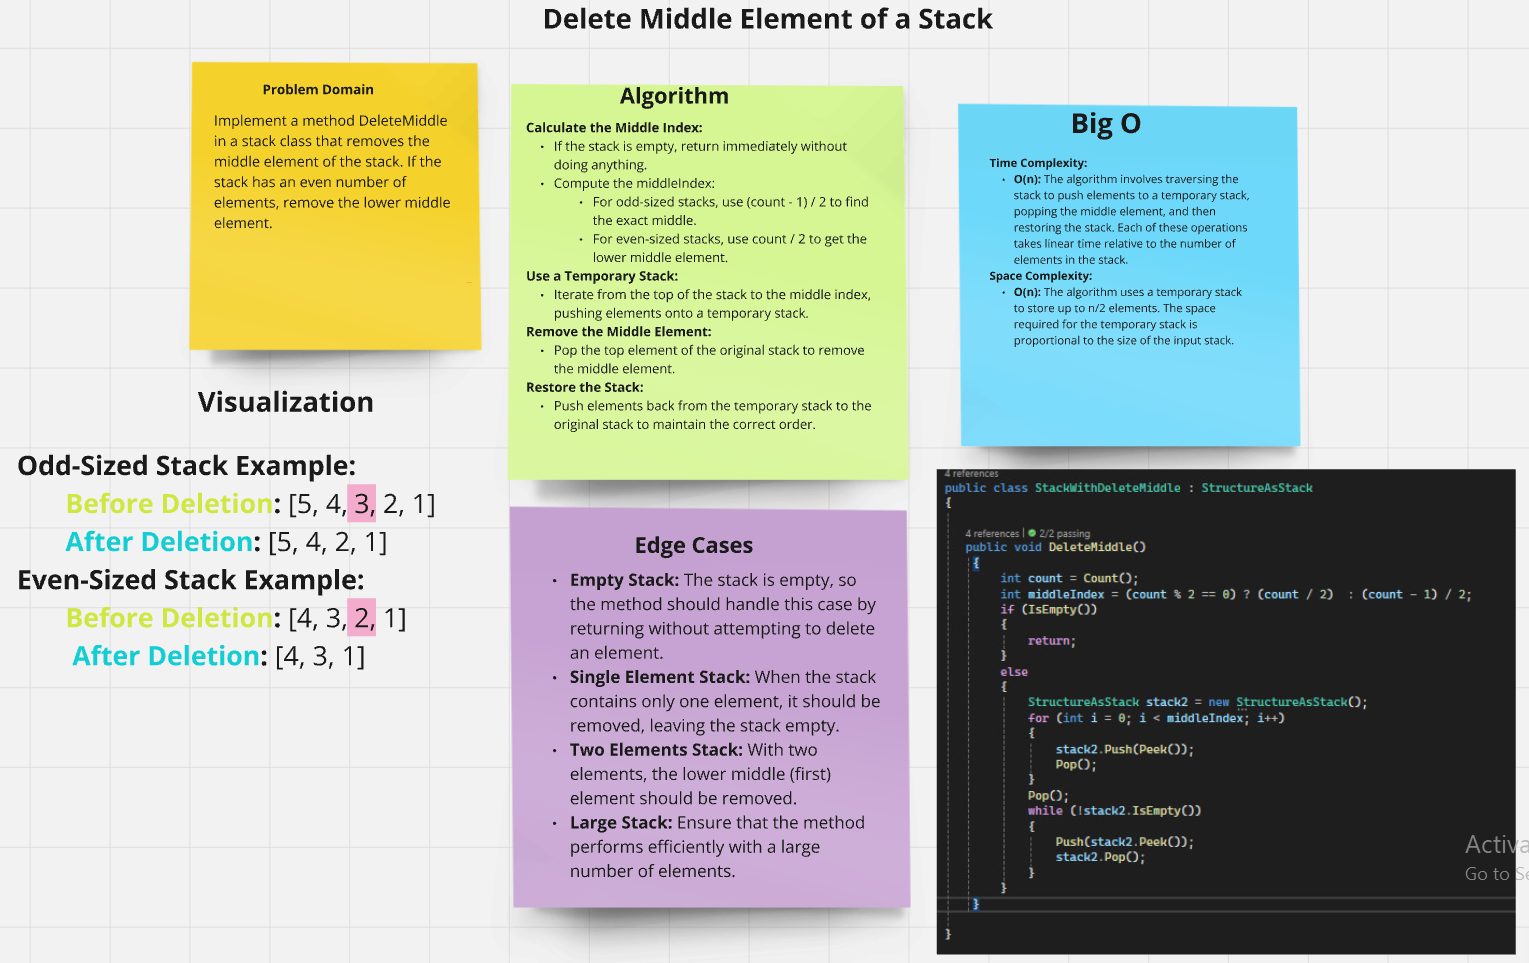 Delete Middle Element of a Stack
Problem Domain
Implement a method DeleteMiddle
in a stack class that removes the
middle element of the stack. If the
stack has an even number of
elements, remove the lower middle
element.
Algorithm
Calculate the Middle Index:
• If the stack is empty, return immediately without
doing anything.
• Compute the middleIndex:
• For odd-sized stacks, use (count - 1) / 2 to find
the exact middle.
• For even-sized stacks, use count / 2 to get the
lower middle element.
Use a Temporary Stack:
• Iterate from the top of the stack to the middle index,
pushing elements onto a temporary stack.
Remove the Middle Element:
• Pop the top element of the original stack to remove
the middle element.
Restore the Stack:
• Push elements back from the temporary stack to the
original stack to maintain the correct order.
Big O
Time Complexity:
• O(n): The algorithm involves traversing the
stack to push elements to a temporary stack,
popping the middle element, and then
restoring the stack. Each of these operations
takes linear time relative to the number of
elements in the stack.
Space Complexity:
• O(n): The algorithm uses a temporary stack
to store up to n/2 elements. The space
required for the temporary stack is
proportional to the size of the input stack.
Visualization
Odd-Sized Stack Example:
Before Deletion: [5, 4, 3, 2, 1]
After Deletion: [5, 4, 2, 1]
Even-Sized Stack Example:
Before Deletion: [4, 3, 2, 1]
After Deletion: [4, 3, 1]
Edge Cases
• Empty Stack: The stack is empty, so
the method should handle this case by
returning without attempting to delete
an element.
• Single Element Stack: When the stack
contains only one element, it should be
removed, leaving the stack empty.
• Two Elements Stack: With two
elements, the lower middle (first)
element should be removed.
• Large Stack: Ensure that the method
performs efficiently with a large
number of elements.
4 references
public class StackWithDeleteMiddle : StructureAsStack
{
4 references | 2/2 passing
public void DeleteMiddle()
{
int count = Count();
int middleIndex = (count % 2 == 0) ? (count / 2) : (count - 1) / 2;
if (IsEmpty())
{
return;
}
else
{
StructureAsStack stack2 = new StructureAsStack();
for (int i = 0; i < middleIndex; i++)
{
stack2.Push(Peek());
Pop();
}
Pop();
while (!stack2.IsEmpty())
{
Push(stack2.Peek());
stack2.Pop();
}
}
}
}
Activa
Go to Se